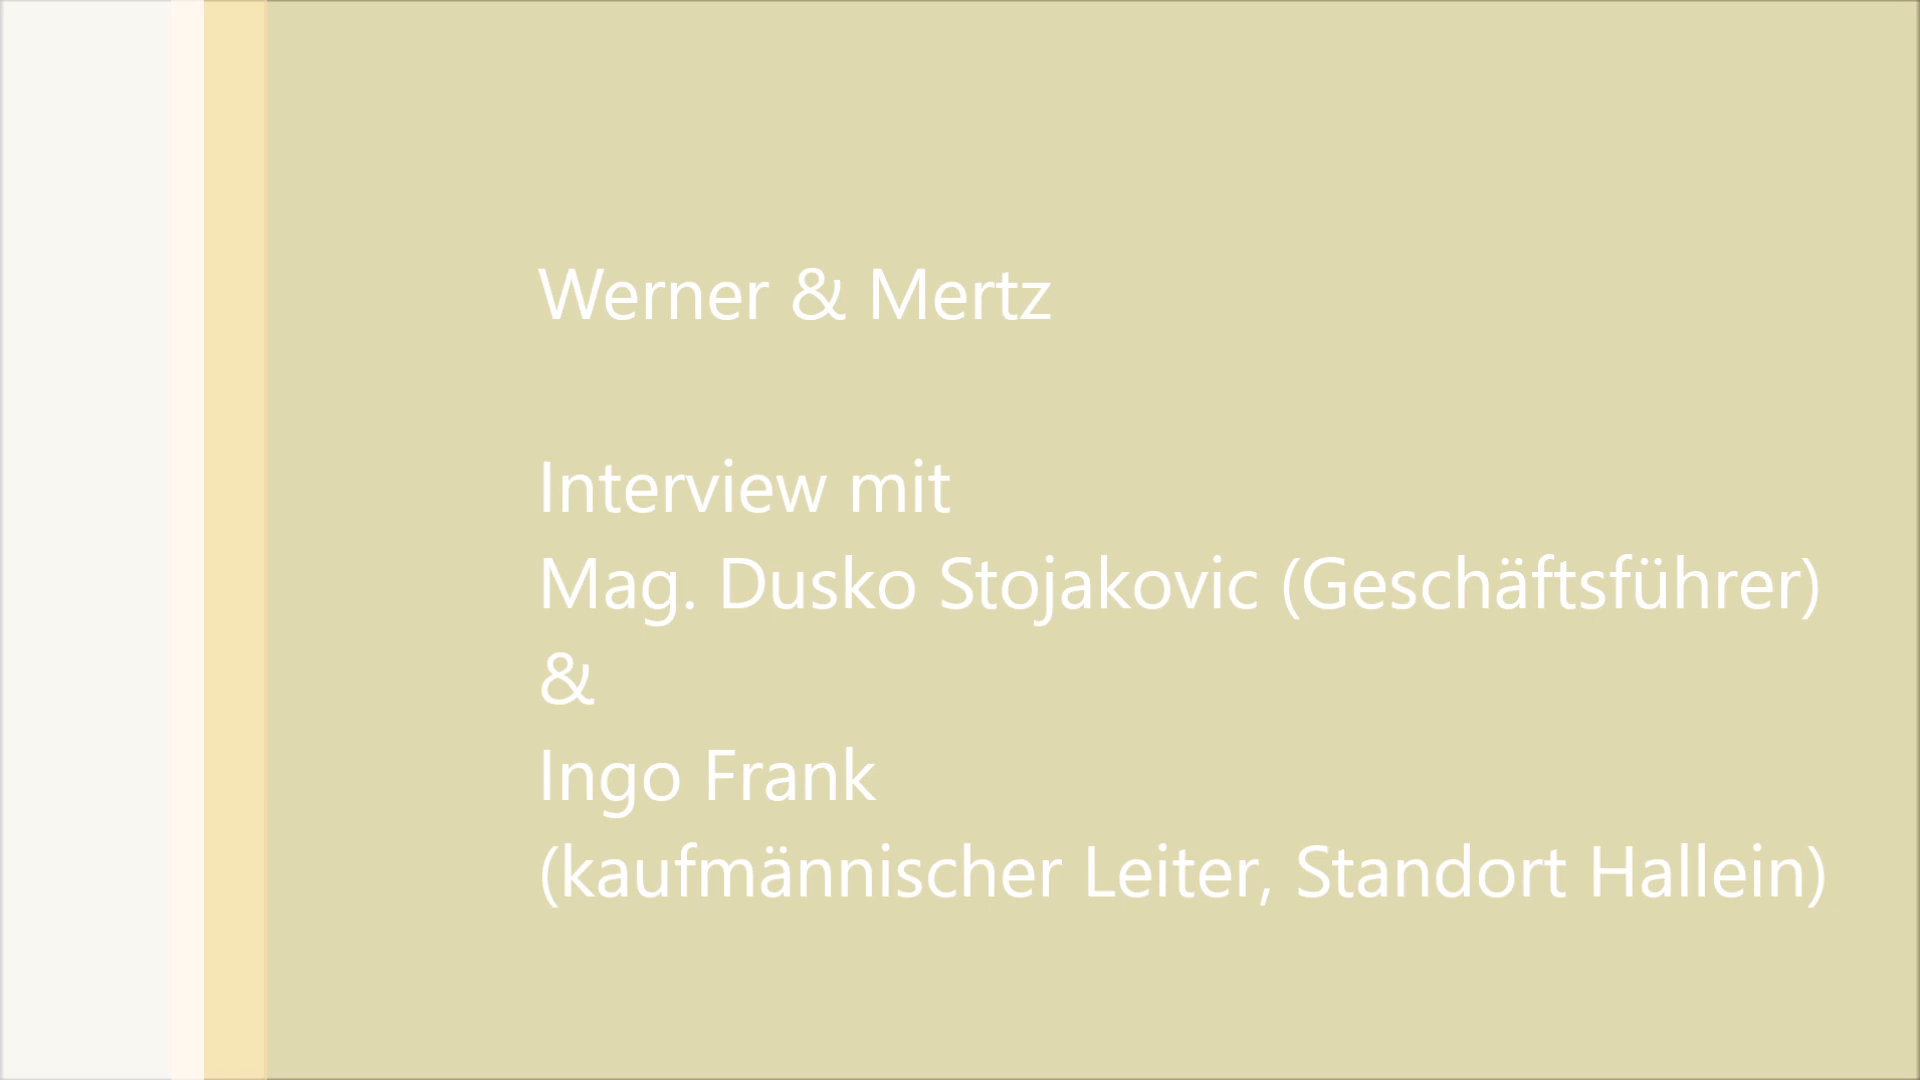 Werner & Mertz
Interview mit
Mag. Dusko Stojakovic (Geschäftsführer)
&
Ingo Frank
(kaufmännischer Leiter, Standort Hallein)